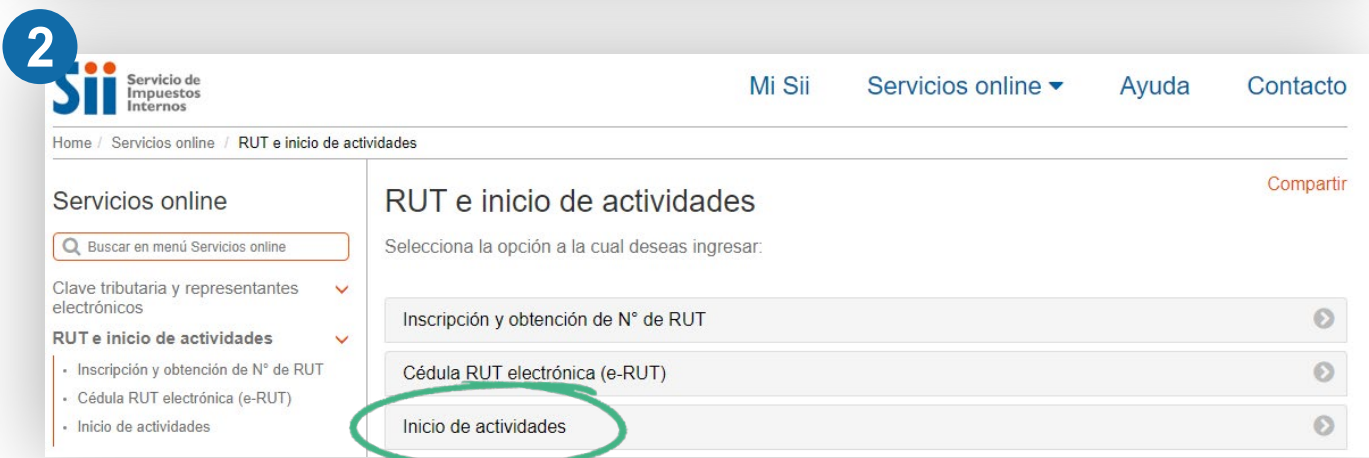 2
Sii Servicio de
Impuestos
Internos
Mi Sii Servicios online Ayuda Contacto
Home / Servicios online / RUT e inicio de actividades
Servicios online
Buscar en menú Servicios online
Clave tributaria y representantes
electrónicos
RUT e inicio de actividades
• Inscripción y obtención de N° de RUT
• Cédula RUT electrónica (e-RUT)
• Inicio de actividades
Compartir
RUT e inicio de actividades
Selecciona la opción a la cual deseas ingresar:
Inscripción y obtención de N° de RUT
Cédula RUT electrónica (e-RUT)
Inicio de actividades